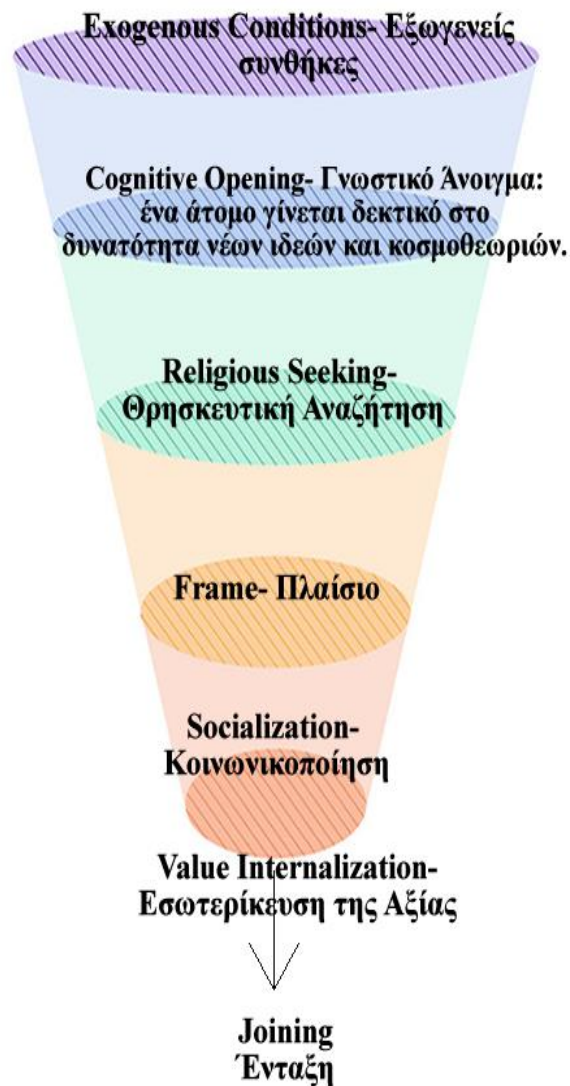 Exogenous Conditions- Εξωγενείς
συνθήκες
Cognitive Opening- Γνωστικό Άνοιγμα:
ένα άτομο γίνεται δεκτικό στο
δυνατότητα νέων ιδεών και κοσμοθεωριών.
Religious Seeking-
Θρησκευτική Αναζήτηση
Frame- Πλαίσιο
Socialization-
Κοινωνικοποίηση
Value Internalization-
Εσωτερίκευση της Αξίας
Joining
Ένταξη